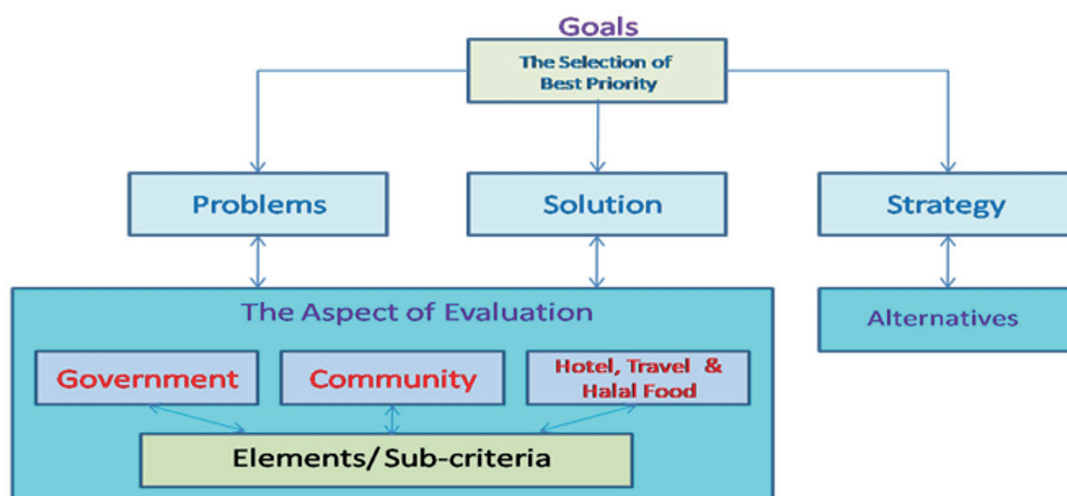 Goals
The Selection of
Best Priority
Problems
Solution
Strategy
The Aspect of Evaluation
Alternatives
Government
Community
Hotel, Travel &
Halal Food
Elements/ Sub-criteria